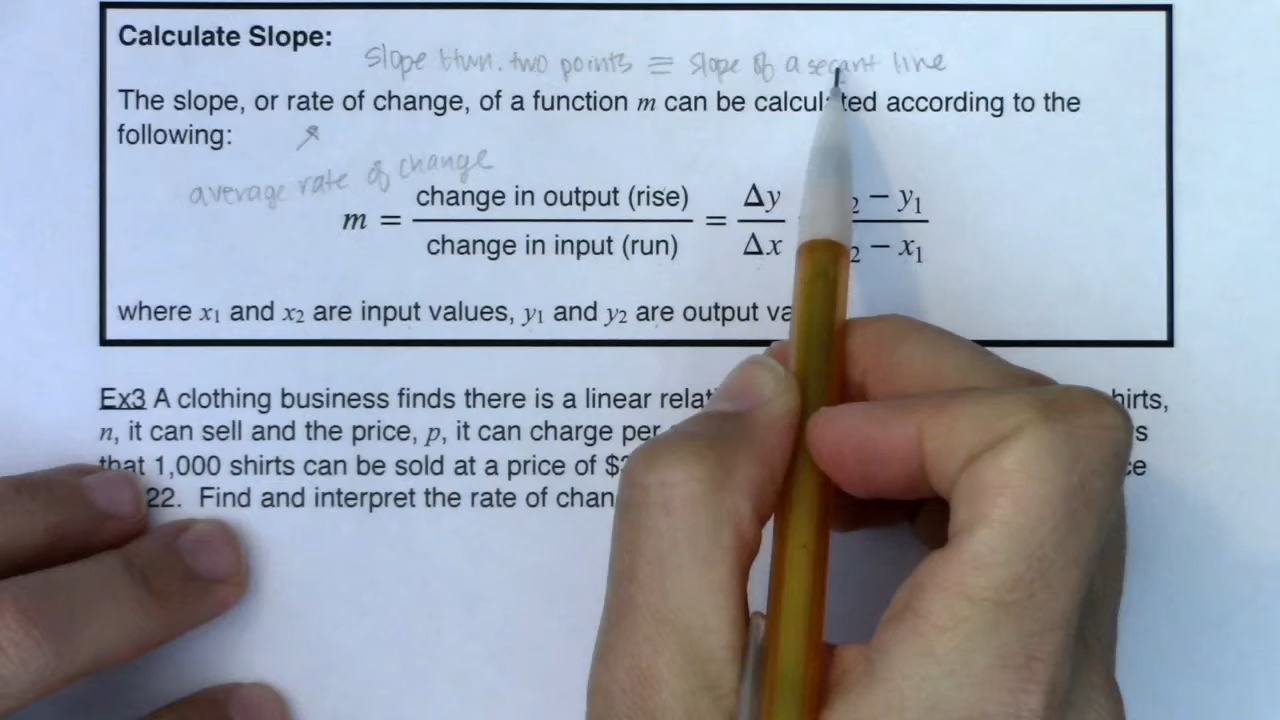 Calculate Slope:
slope btwn. two points ≡ slope of a secant line
The slope, or rate of change, of a function m can be calculated according to the
following:
average rate of change
m = change in output (rise) / change in input (run) = Δy / Δx 2 − y1 / 2 − x1
where x1 and x2 are input values, y1 and y2 are output va
Ex3 A clothing business finds there is a linear relat hirts,
n, it can sell and the price, p, it can charge per s
that 1,000 shirts can be sold at a price of $ ce
22. Find and interpret the rate of chan